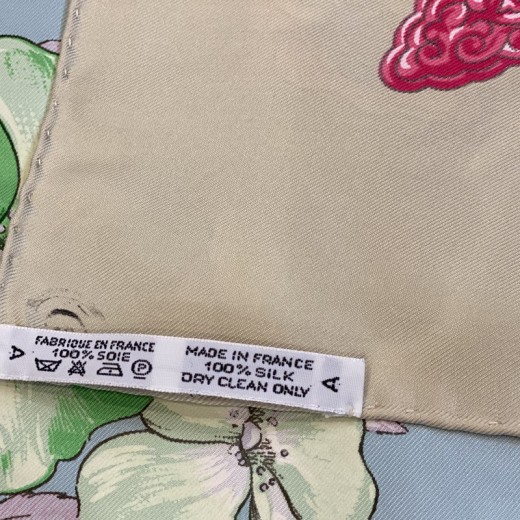 A
FABRIQUE EN FRANCE
100% SOIE
P
MADE IN FRANCE
100% SILK
DRY CLEAN ONLY
A